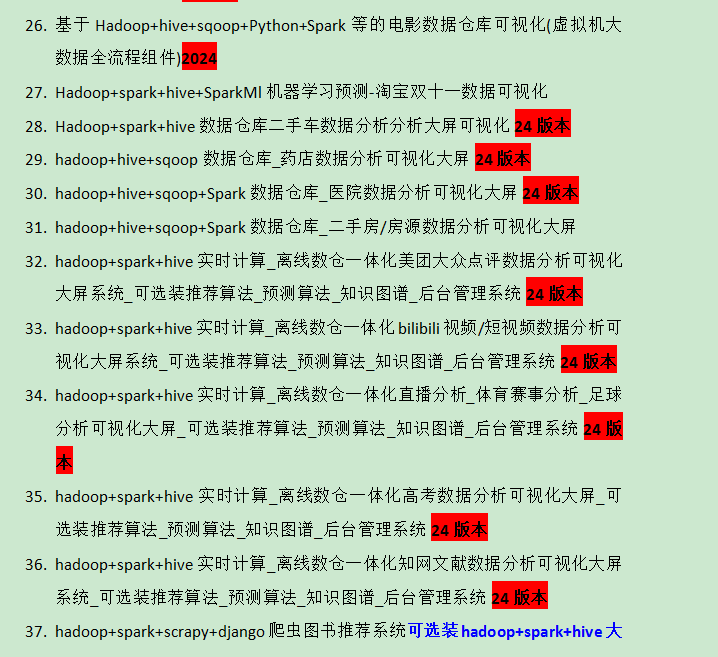 26. 基于 Hadoop+hive+sqoop+Python+Spark 等的电影数据仓库可视化(虚拟机大
数据全流程组件)2024
27. Hadoop+spark+hive+SparkMl 机器学习预测-淘宝双十一数据可视化
28. Hadoop+spark+hive 数据仓库二手车数据分析分析大屏可视化 24 版本
29. hadoop+hive+sqoop 数据仓库_药店数据分析可视化大屏 24 版本
30. hadoop+hive+sqoop+Spark 数据仓库_医院数据分析可视化大屏 24 版本
31. hadoop+hive+sqoop+Spark 数据仓库_二手房/房源数据分析可视化大屏
32. hadoop+spark+hive 实时计算_离线数仓一体化美团大众点评数据分析可视化
大屏系统_可选装推荐算法_预测算法_知识图谱_后台管理系统 24 版本
33. hadoop+spark+hive 实时计算_离线数仓一体化 bilibili 视频/短视频数据分析可
视化大屏系统_可选装推荐算法_预测算法_知识图谱_后台管理系统 24 版本
34. hadoop+spark+hive 实时计算_离线数仓一体化直播分析_体育赛事分析_足球
分析可视化大屏_可选装推荐算法_预测算法_知识图谱_后台管理系统 24 版
本
35. hadoop+spark+hive 实时计算_离线数仓一体化高考数据分析可视化大屏_可
选装推荐算法_预测算法_知识图谱_后台管理系统 24 版本
36. hadoop+spark+hive 实时计算_离线数仓一体化知网文献数据分析可视化大屏
系统_可选装推荐算法_预测算法_知识图谱_后台管理系统 24 版本
37. hadoop+spark+scrapy+django 爬虫图书推荐系统可选装 hadoop+spark+hive 大